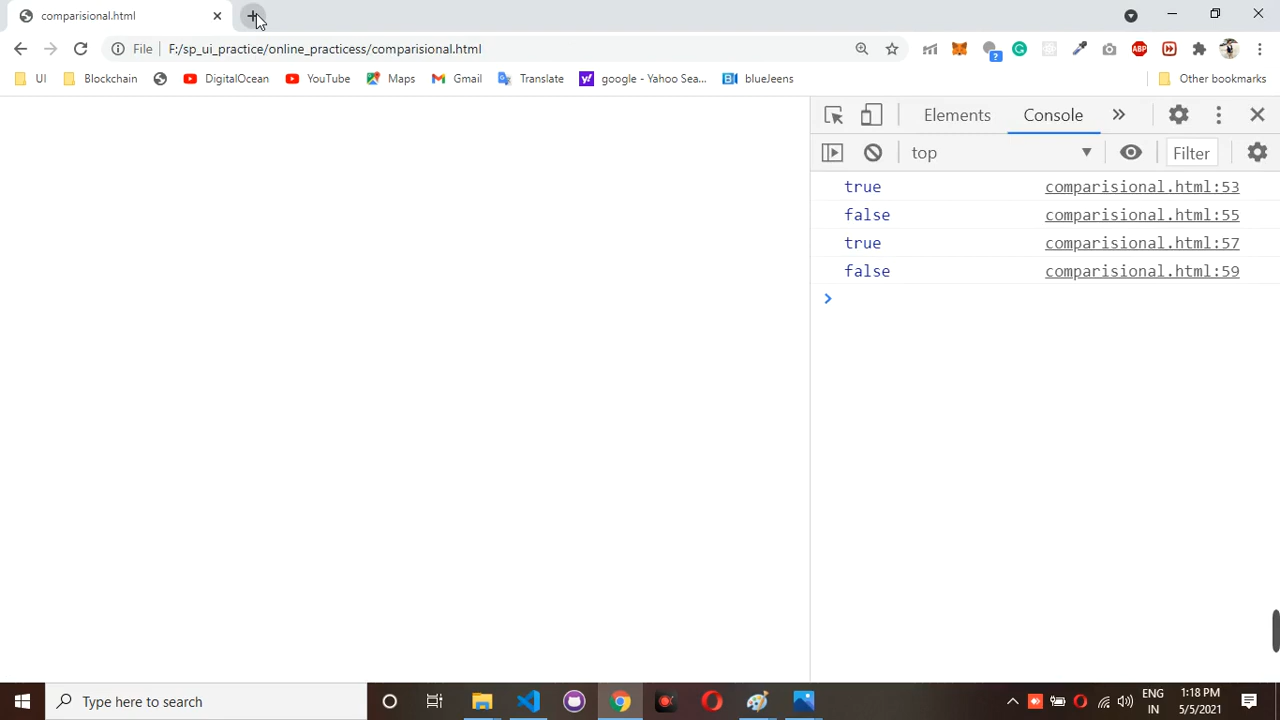 comparisional.html
File F:/sp_ui_practice/online_practicess/comparisional.html
ABP
?
UI Blockchain DigitalOcean YouTube Maps Gmail Translate google - Yahoo Sea... blueJeens Other bookmarks
Elements Console
top Filter
true comparisional.html:53
false comparisional.html:55
true comparisional.html:57
false comparisional.html:59
Type here to search
ENG 1:18 PM
IN 5/5/2021